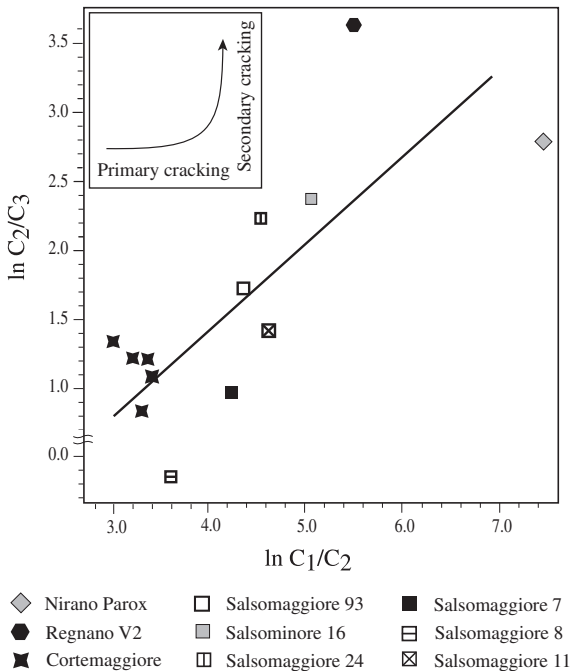 Primary cracking
Secondary cracking
ln C2/C3
3.5
3.0
2.5
2.0
1.5
1.0
0.0
3.0 4.0 5.0 6.0 7.0
ln C1/C2
Nirano Parox Salsomaggiore 93 Salsomaggiore 7
Regnano V2 Salsominore 16 Salsomaggiore 8
Cortemaggiore Salsomaggiore 24 Salsomaggiore 11